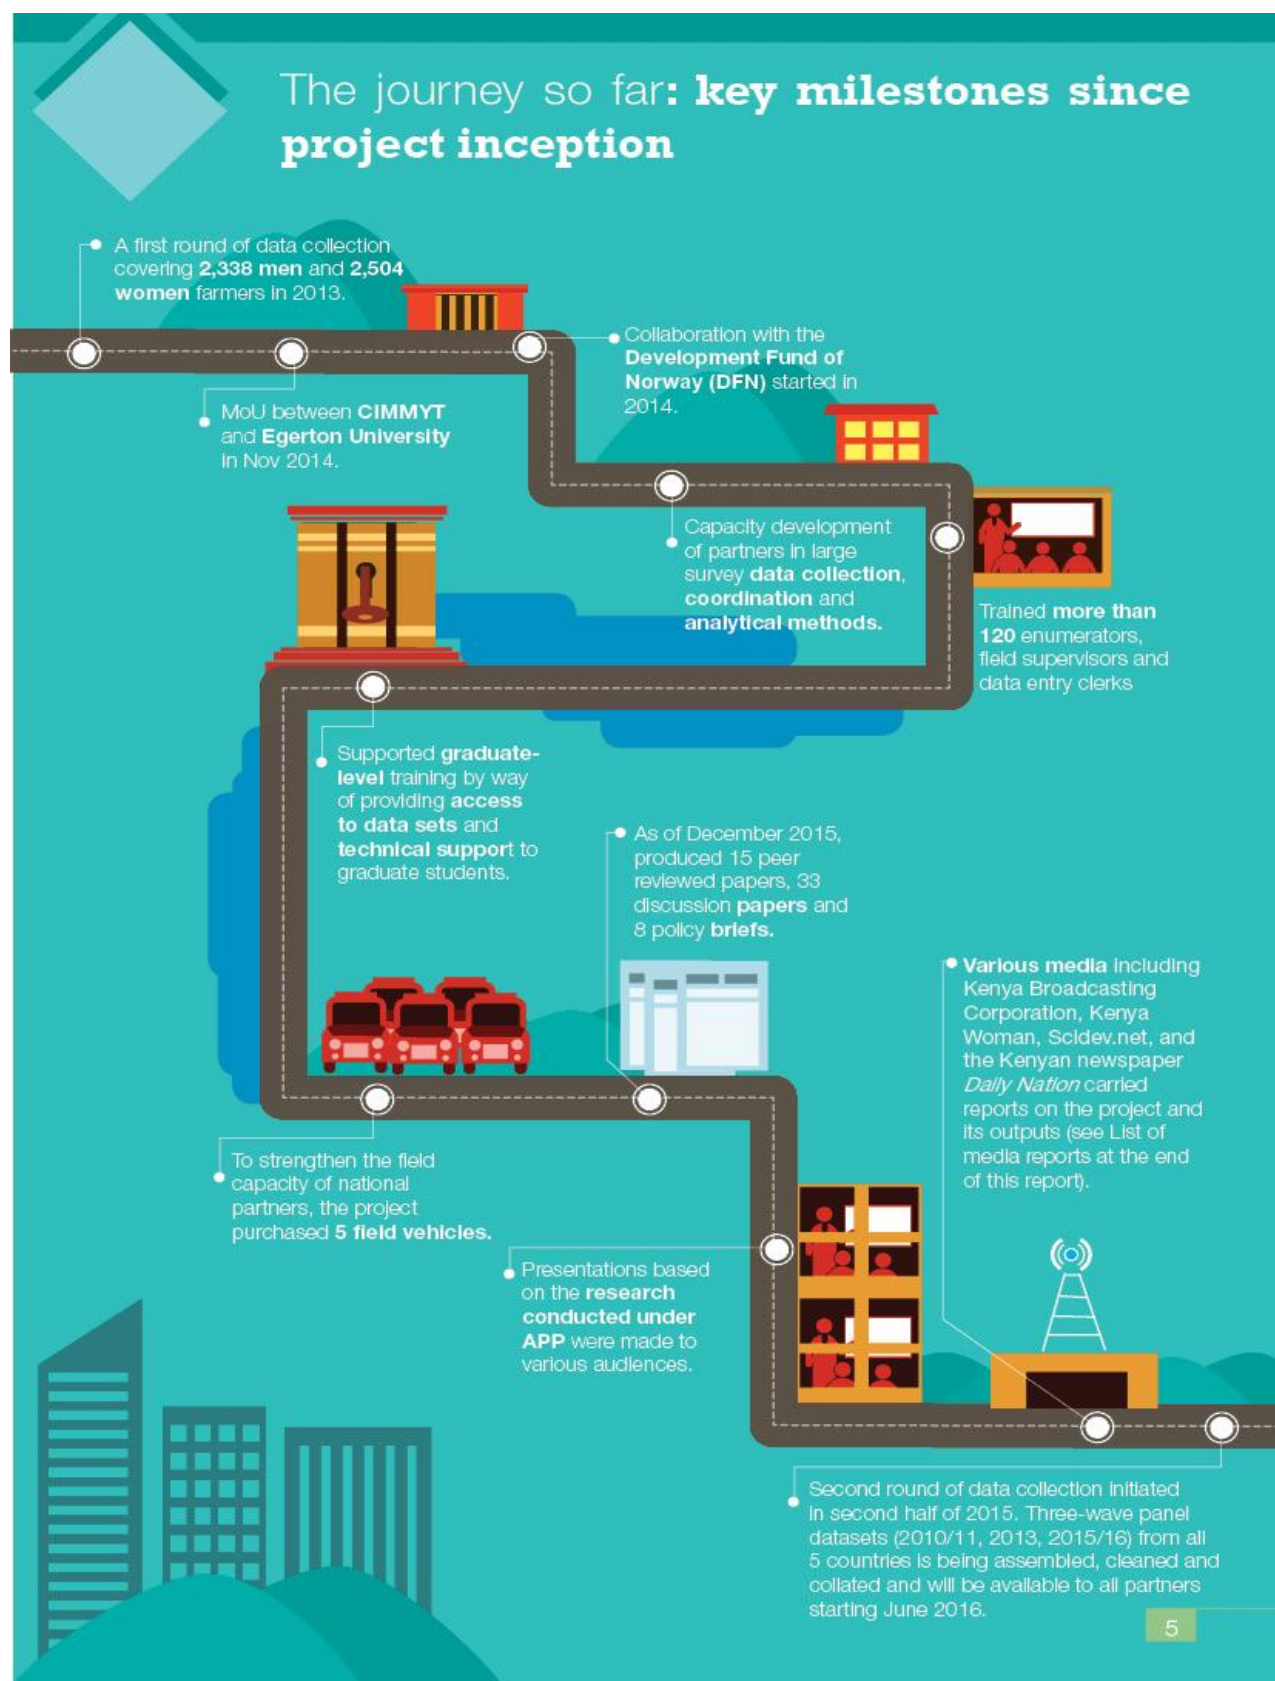 The journey so far: key milestones since
project inception
A first round of data collection
covering 2,338 men and 2,504
women farmers in 2013.
MoU between CIMMYT
and Egerton University
in Nov 2014.
Collaboration with the
Development Fund of
Norway (DFN) started in
2014.
Capacity development
of partners in large
survey data collection,
coordination and
analytical methods.
Trained more than
120 enumerators,
field supervisors and
data entry clerks
Supported graduate-
level training by way
of providing access
to data sets and
technical support to
graduate students.
To strengthen the field
capacity of national
partners, the project
purchased 5 field vehicles.
As of December 2015,
produced 15 peer
reviewed papers, 33
discussion papers and
8 policy briefs.
Presentations based
on the research
conducted under
APP were made to
various audiences.
Various media including
Kenya Broadcasting
Corporation, Kenya
Woman, Scidev.net, and
the Kenyan newspaper
Daily Nation carried
reports on the project and
its outputs (see List of
media reports at the end
of this report).
Second round of data collection initiated
in second half of 2015. Three-wave panel
datasets (2010/11, 2013, 2015/16) from all
5 countries is being assembled, cleaned and
collated and will be available to all partners
starting June 2016.
5